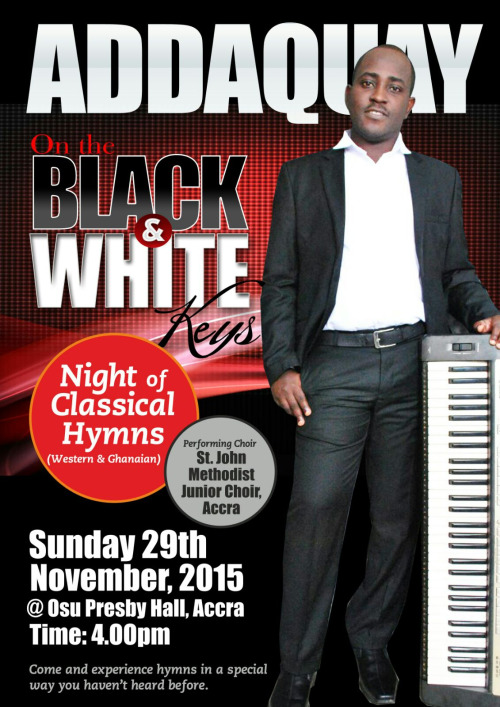 ADDAQUAY
On the
BLACK
&
WHITE
Keys
Night of
Classical
Hymns
(Western & Ghanaian)
Performing Choir
St. John
Methodist
Junior Choir,
Accra
Sunday 29th
November, 2015
@ Osu Presby Hall, Accra
Time: 4.00pm
Come and experience hymns in a special
way you haven't heard before.